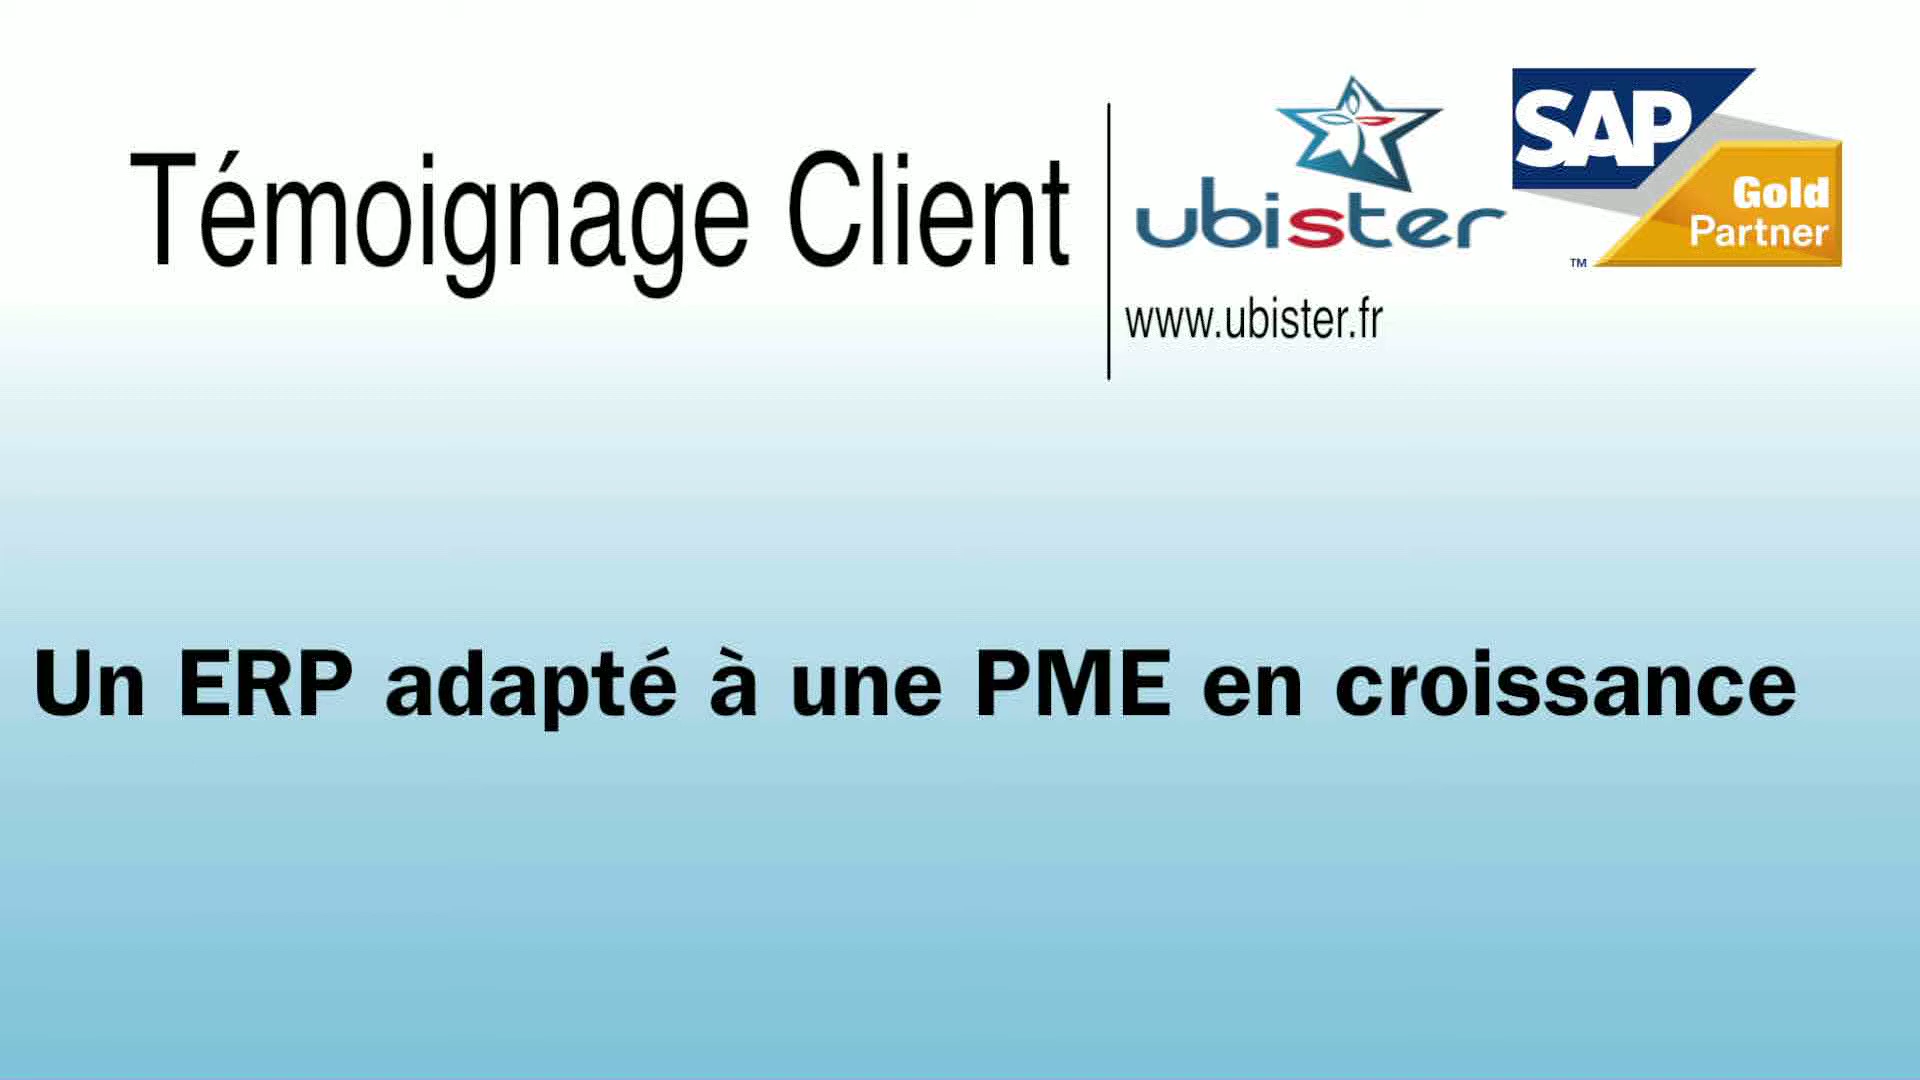 Témoignage Client
ubister
SAP
Gold
Partner
TM
www.ubister.fr
Un ERP adapté à une PME en croissance